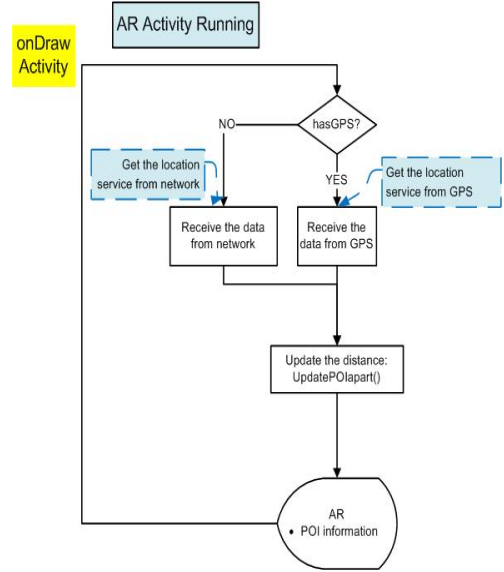 AR Activity Running
onDraw
Activity
hasGPS?
NO
YES
Get the location
service from network
Get the location
service from GPS
Receive the data
from network
Receive the
data from GPS
Update the distance:
UpdatePOIapart()
AR
• POI information